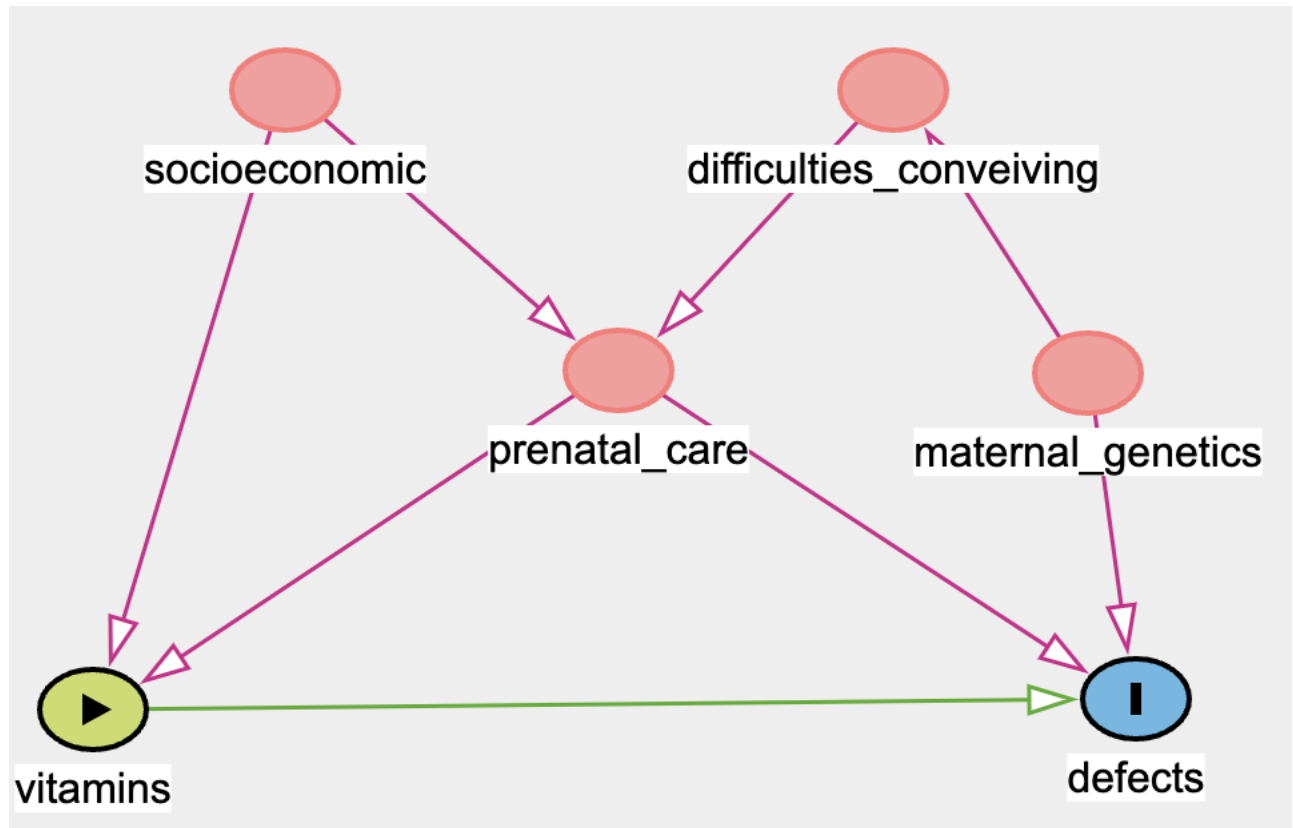 socioeconomic
difficulties_conveiving
prenatal_care
maternal_genetics
vitamins
defects